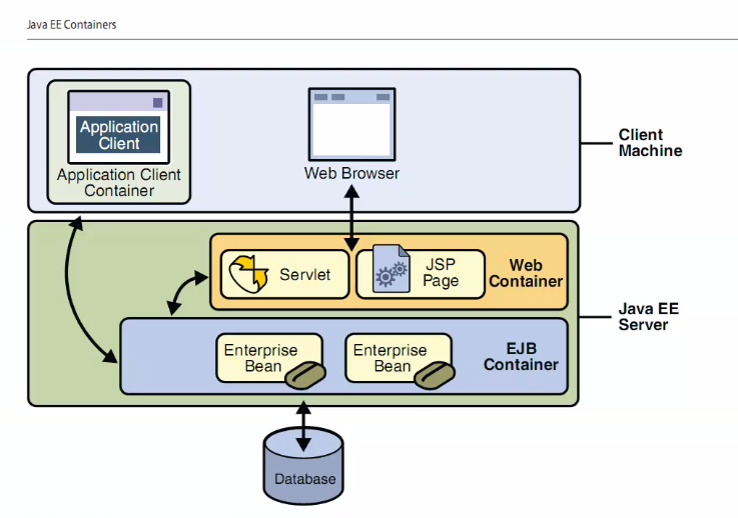 Java EE Containers
Application
Client
Application Client
Container
Web Browser
Client
Machine
Servlet
JSP
Page
Web
Container
Java EE
Server
Enterprise
Bean
Enterprise
Bean
EJB
Container
Database